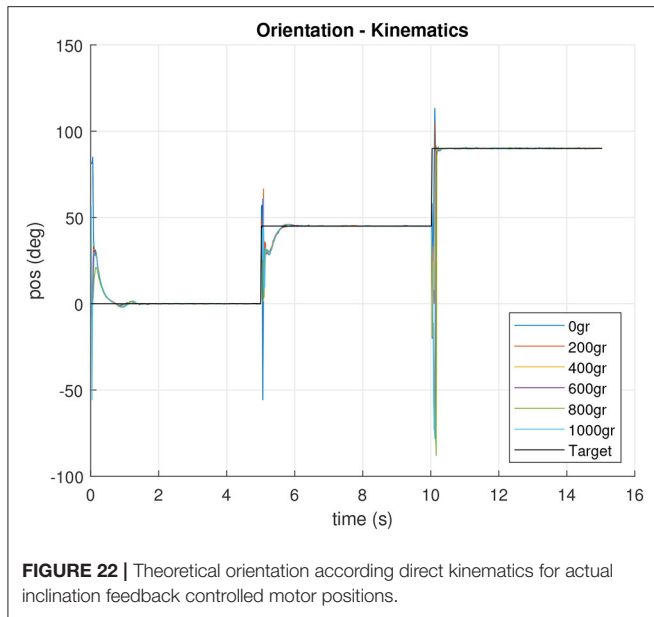 Orientation - Kinematics
150
100
50
0
-50
-100
pos (deg)
0 2 4 6 8 10 12 14 16
time (s)
0gr
200gr
400gr
600gr
800gr
1000gr
Target
FIGURE 22 | Theoretical orientation according direct kinematics for actual
inclination feedback controlled motor positions.